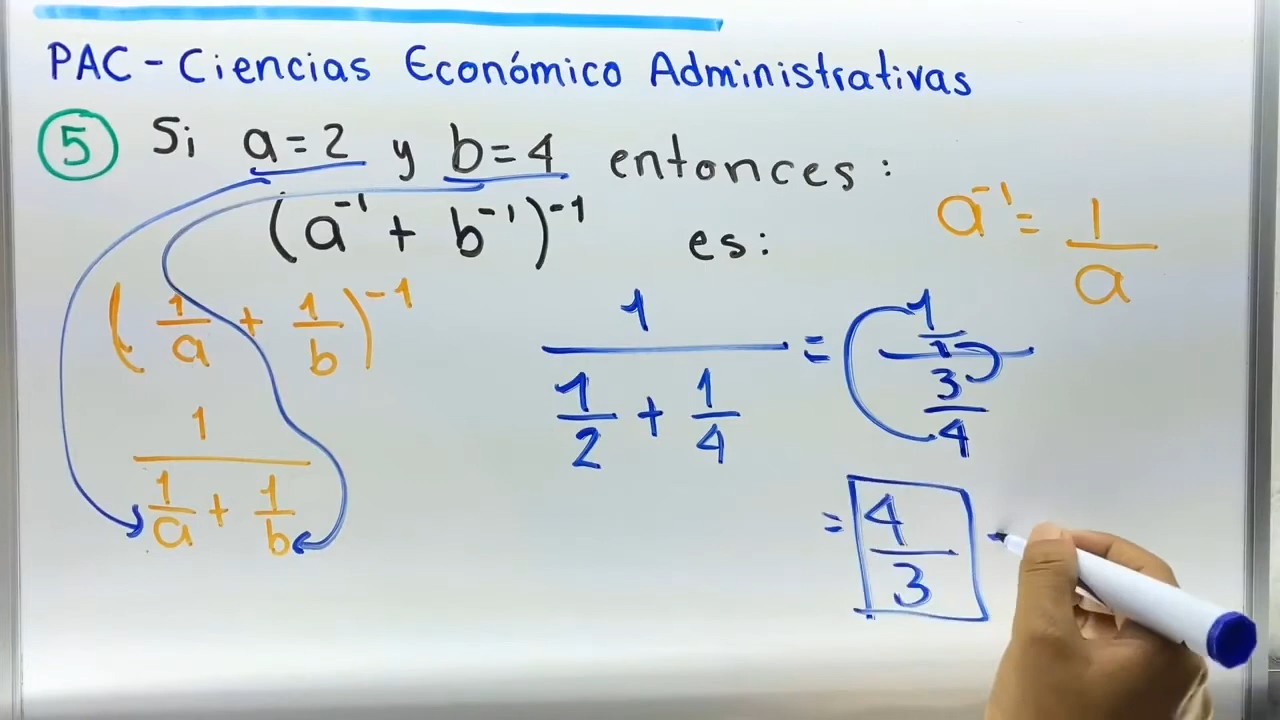 PAC - Ciencias Económico Administrativas
5 Si a = 2 y b = 4 entonces :
(a⁻¹ + b⁻¹)⁻¹ es:
a⁻¹ = 1/a
(1/a + 1/b)⁻¹
1/(1/a + 1/b)
1/(1/2 + 1/4) = (1/1)/(3/4)
= 4/3